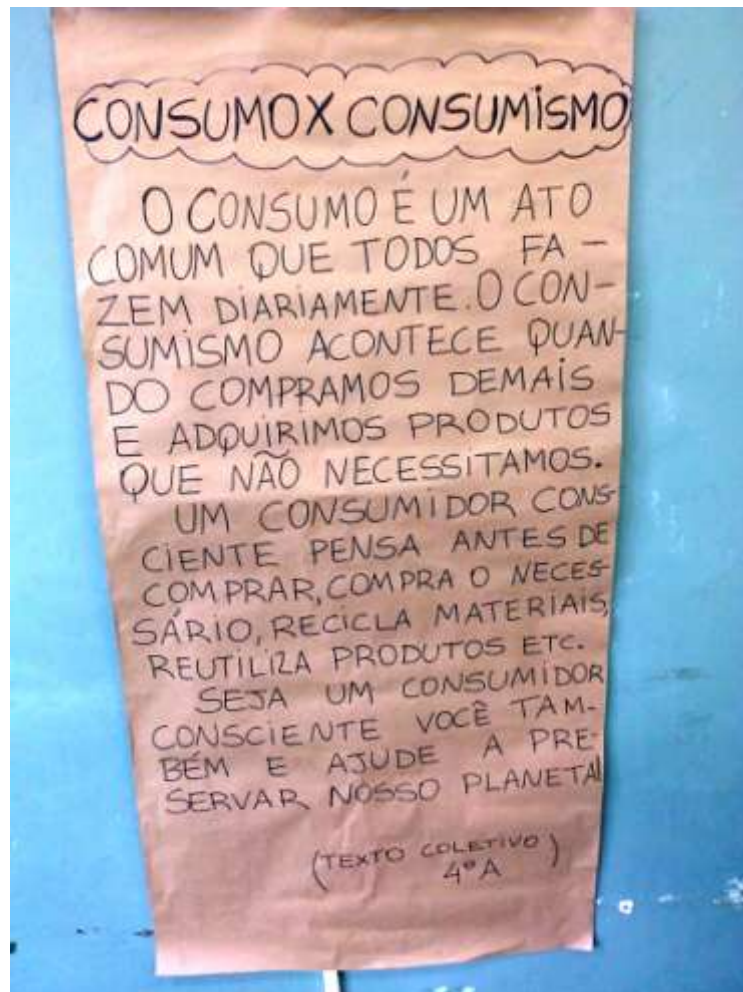 CONSUMO X CONSUMISMO
O CONSUMO É UM ATO
COMUM QUE TODOS FA-
ZEM DIARIAMENTE. O CON-
SUMISMO ACONTECE QUAN-
DO COMPRAMOS DEMAIS
E ADQUIRIMOS PRODUTOS
QUE NÃO NECESSITAMOS.
UM CONSUMIDOR CONS-
CIENTE PENSA ANTES DE
COMPRAR, COMPRA O NECES-
SÁRIO, RECICLA MATERIAIS,
REUTILIZA PRODUTOS ETC.
SEJA UM CONSUMIDOR
CONSCIENTE VOCÊ TAM-
BÉM E AJUDE A PRE-
SERVAR NOSSO PLANETA!
(TEXTO COLETIVO)
4º A